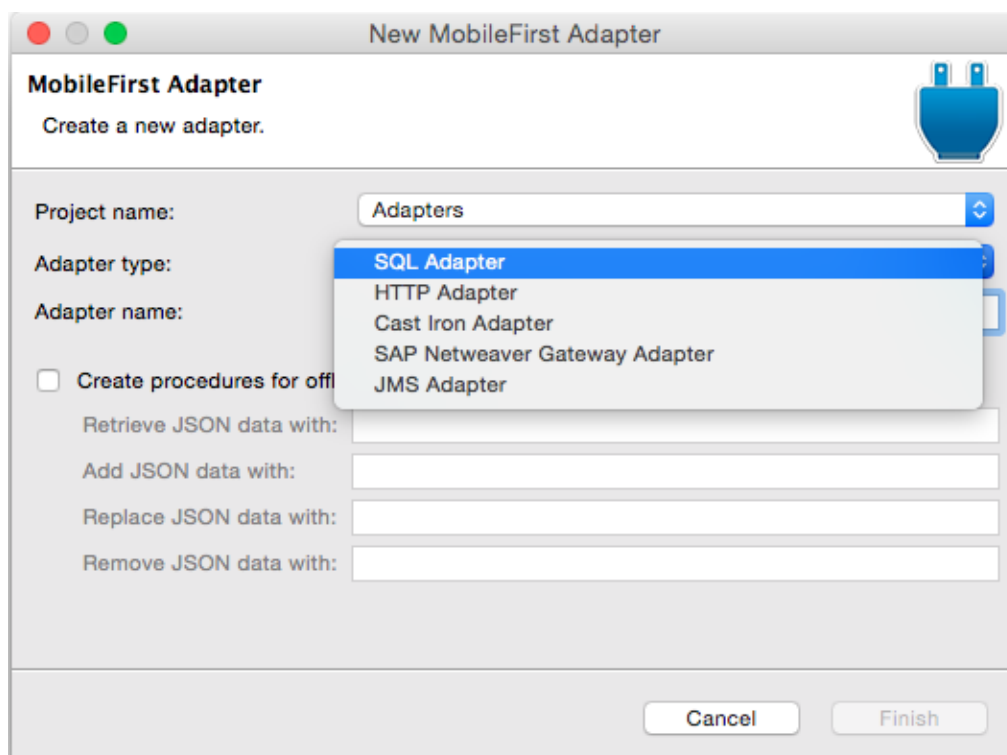 New MobileFirst Adapter
MobileFirst Adapter
Create a new adapter.
Project name:
Adapters
Adapter type:
SQL Adapter
HTTP Adapter
Cast Iron Adapter
SAP Netweaver Gateway Adapter
JMS Adapter
Adapter name:
Create procedures for
Retrieve JSON data with:
Add JSON data with:
Replace JSON data with:
Remove JSON data with:
Cancel
Finish